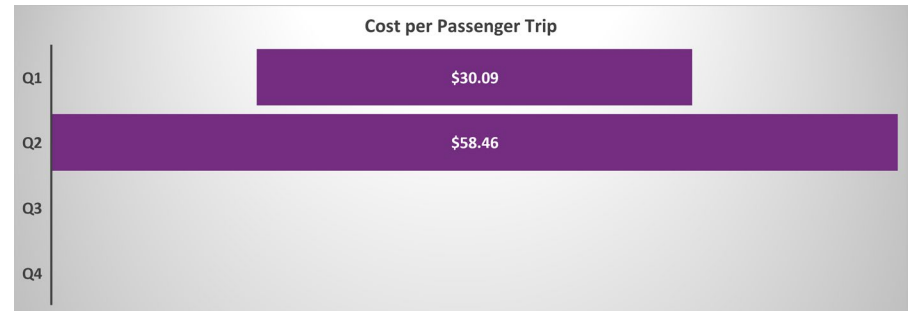 Cost per Passenger Trip
Q1 $30.09
Q2 $58.46
Q3
Q4